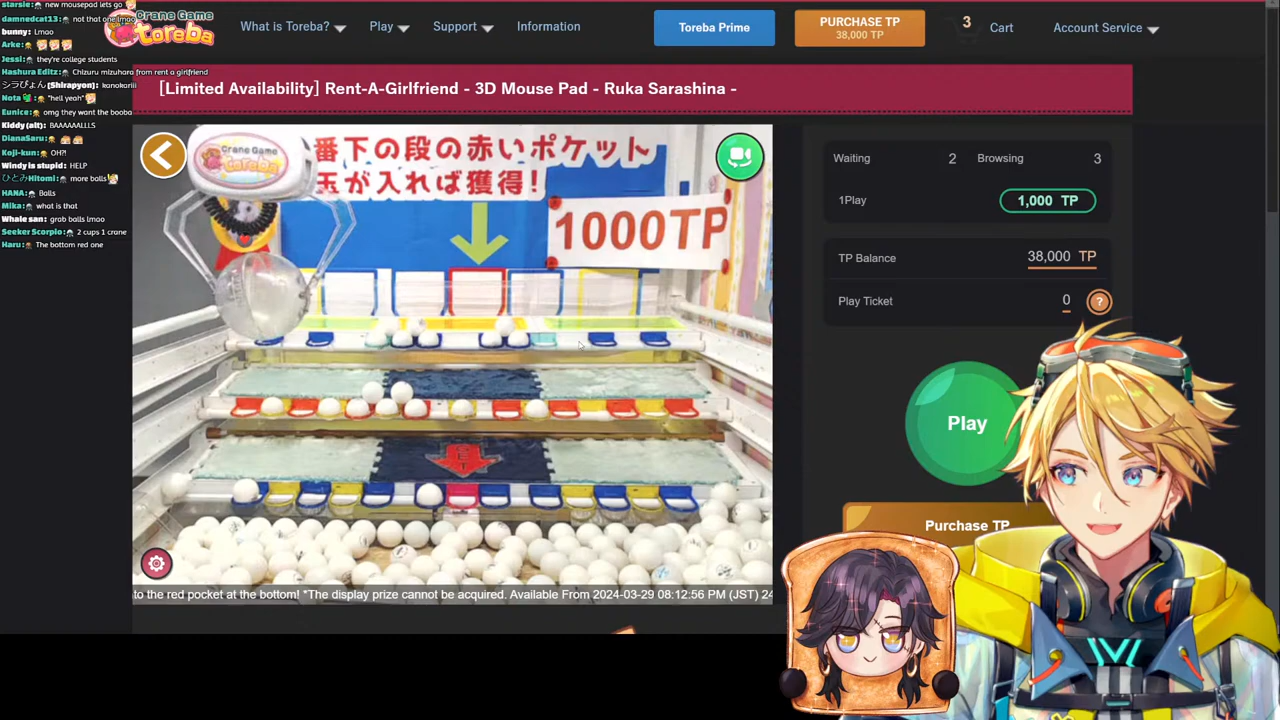 starsie: new mousepad lets go
damnedcat13: not that one lmao
bunny: Lmao
Arke:
Jessi: they're college students
Hashura Editz: Chizuru mizuhara from rent a girlfriend
シラぴょん[Shirapyon]: kanokariii
Nota: "hell yeah"
Eunice: omg they want the booba
Kiddy (alt): BAAAAALLLS
DianaSaru:
Koji-kun: OH?!
Windy is stupid: HELP
ひとみHitomi: more balls
HANA: Balls
Mika: what is that
Whale san: grab balls lmao
Seeker Scorpio: 2 cups 1 crane
Haru: The bottom red one
Crane Game
toreba
What is Toreba?
Play
Support
Information
Toreba Prime
PURCHASE TP
38,000 TP
3
Cart
Account Service
[Limited Availability] Rent-A-Girlfriend - 3D Mouse Pad - Ruka Sarashina -
Crane Game
toreba
番下の段の赤いポケット
玉が入れば獲得!
1000TP
to the red pocket at the bottom! *The display prize cannot be acquired. Available From 2024-03-29 08:12:56 PM (JST) 24
Waiting 2 Browsing 3
1Play 1,000 TP
TP Balance 38,000 TP
Play Ticket 0 ?
Play
Purchase TP